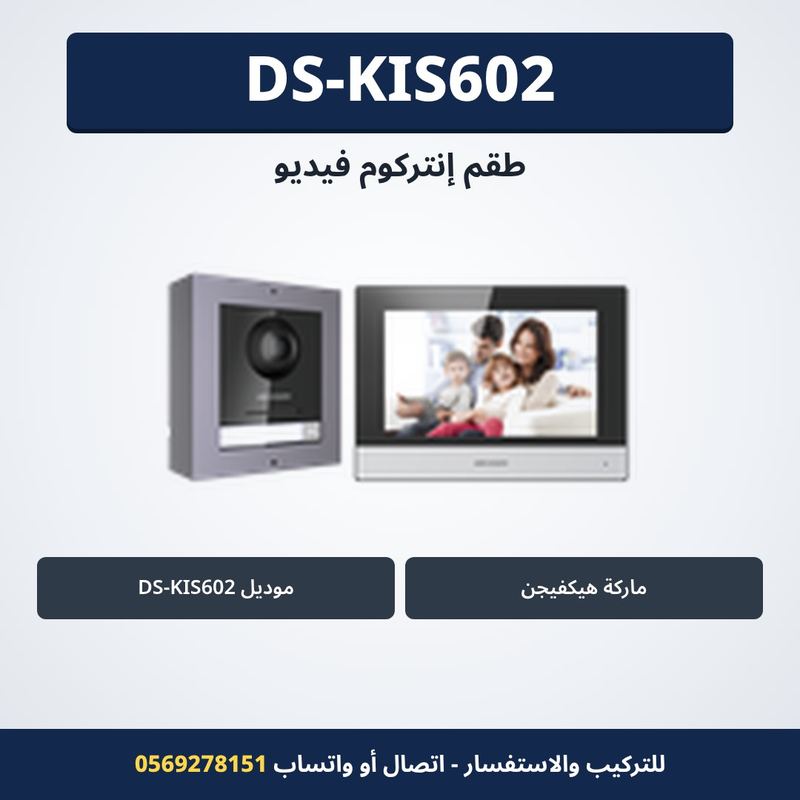 DS-KIS602
طقم إنتركوم فيديو
ماركة هيكفيجن
موديل DS-KIS602
للتركيب والاستفسار - اتصال أو واتساب 0569278151